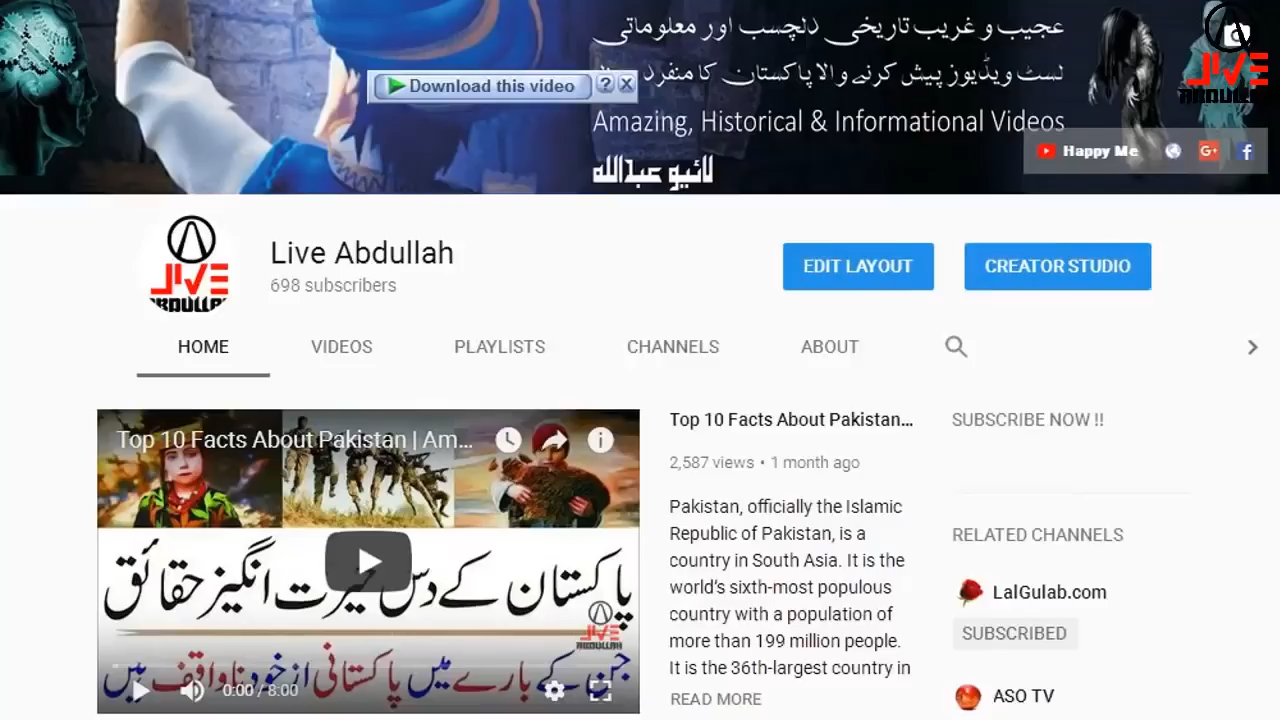 عجیب و غریب تاریخی دلچسپ اور معلوماتی
لسٹ ویڈیوز پیش کرنے والا پاکستان کا منفرد
Download this video ? X
Amazing, Historical & Informational Videos
لائیو عبداللہ
LIVE
ABDULLAH
Happy Me
G+
f
LIVE
ABDULLAH
Live Abdullah
698 subscribers
EDIT LAYOUT
CREATOR STUDIO
HOME
VIDEOS
PLAYLISTS
CHANNELS
ABOUT
Top 10 Facts About Pakistan | Am...
پاکستان کے دس حیرت انگیز حقائق
LIVE
ABDULLAH
جن کے بارے میں پاکستانی از خود ناواقف ہیں
0:00 / 8:00
Top 10 Facts About Pakistan...
2,587 views • 1 month ago
Pakistan, officially the Islamic
Republic of Pakistan, is a
country in South Asia. It is the
world's sixth-most populous
country with a population of
more than 199 million people.
It is the 36th-largest country in
READ MORE
SUBSCRIBE NOW !!
RELATED CHANNELS
LalGulab.com
SUBSCRIBED
ASO TV